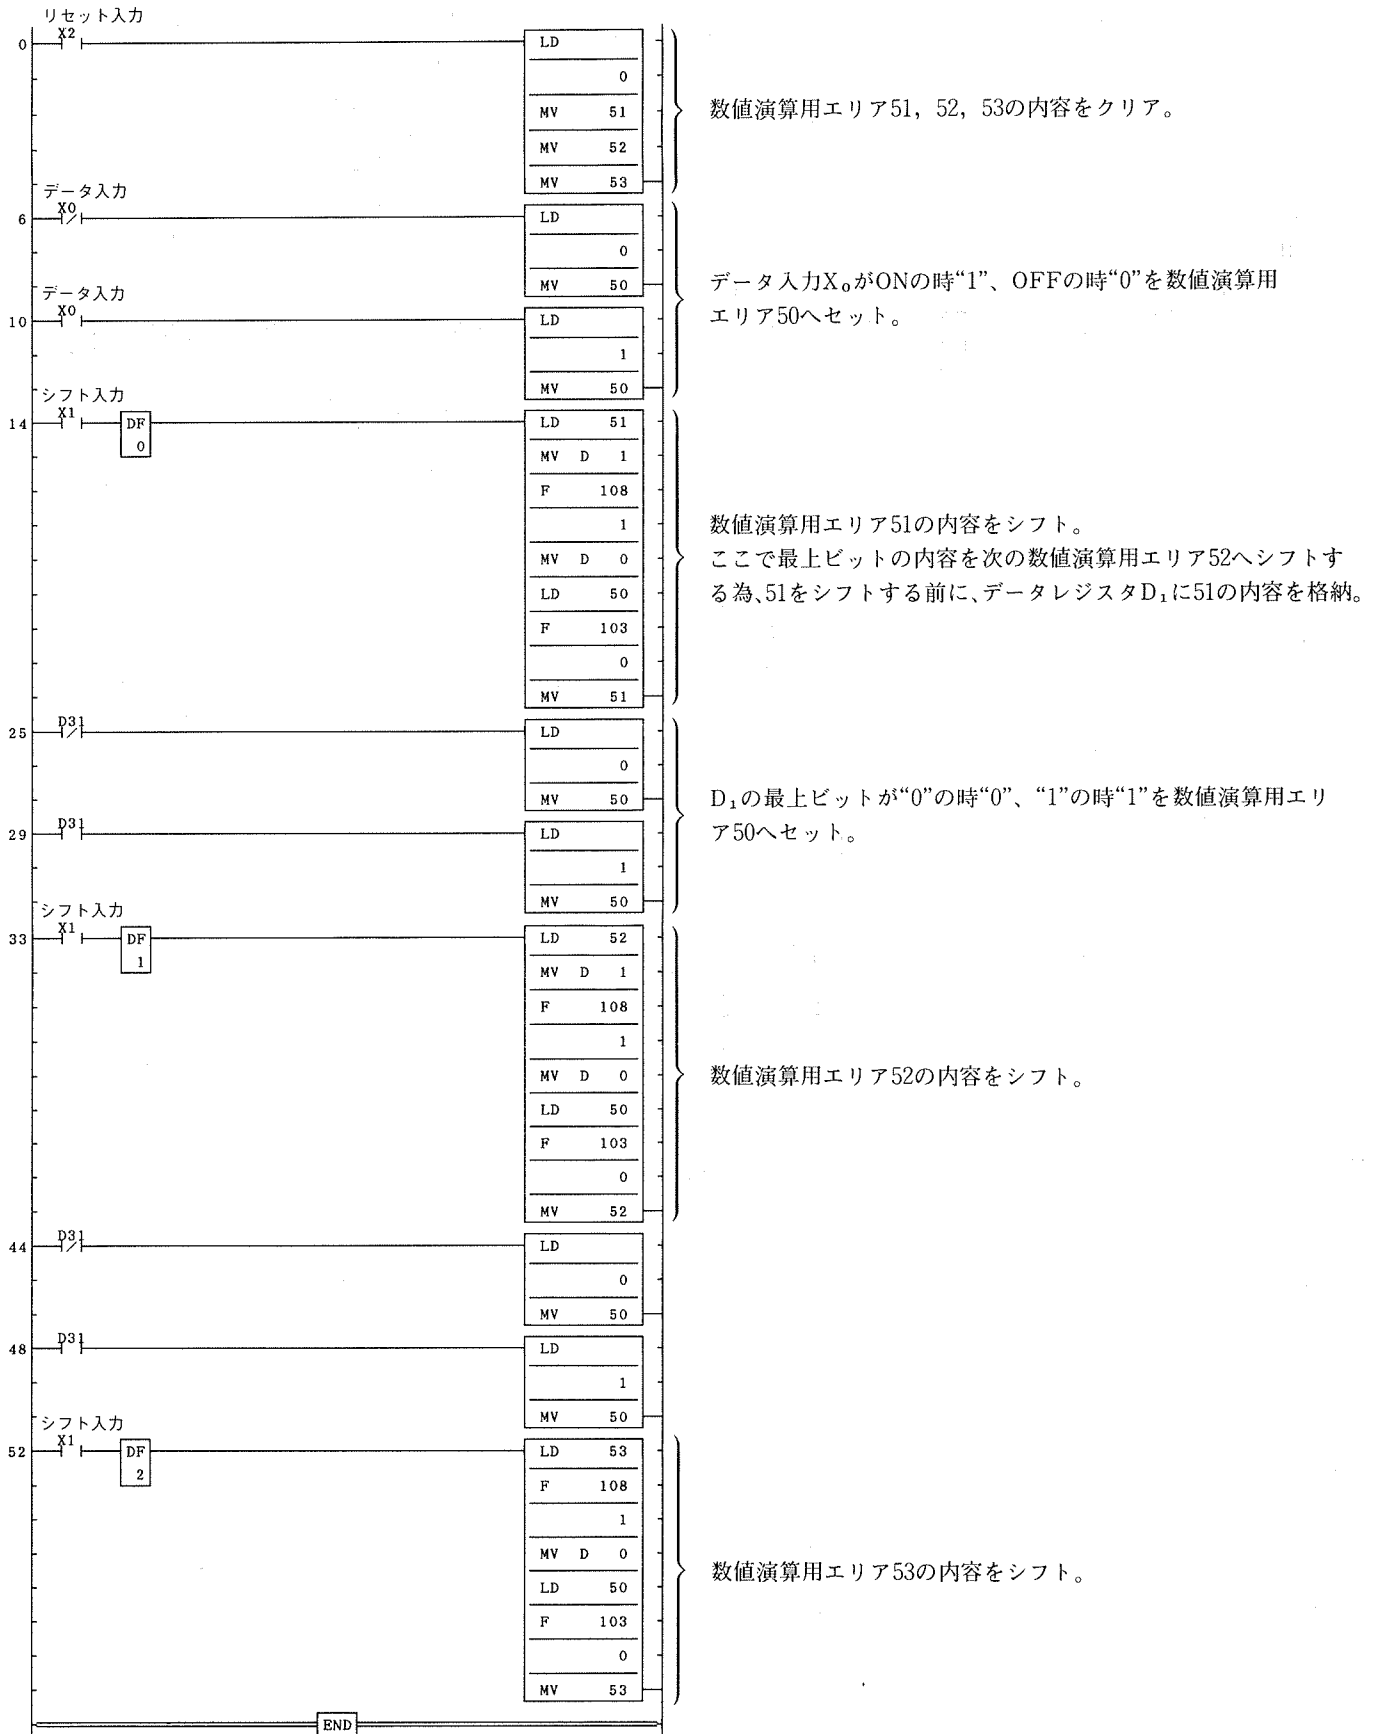 リセット入力
X2
0
LD
0
MV 51
MV 52
MV 53
数値演算用エリア51, 52, 53の内容をクリア。
データ入力
X0
6
LD
0
MV 50
データ入力
X0
10
LD
1
MV 50
データ入力X₀がONの時“1”、OFFの時“0”を数値演算用
エリア50へセット。
シフト入力
X1
14
DF
0
LD 51
MV D 1
F 108
1
MV D 0
LD 50
F 103
0
MV 51
数値演算用エリア51の内容をシフト。
ここで最上ビットの内容を次の数値演算用エリア52へシフトす
る為、51をシフトする前に、データレジスタD₁に51の内容を格納。
D31
25
LD
0
MV 50
D31
29
LD
1
MV 50
D₁の最上ビットが“0”の時“0”、“1”の時“1”を数値演算用エリ
ア50へセット。
シフト入力
X1
33
DF
1
LD 52
MV D 1
F 108
1
MV D 0
LD 50
F 103
0
MV 52
数値演算用エリア52の内容をシフト。
D31
44
LD
0
MV 50
D31
48
LD
1
MV 50
シフト入力
X1
52
DF
2
LD 53
F 108
1
MV D 0
LD 50
F 103
0
MV 53
数値演算用エリア53の内容をシフト。
END